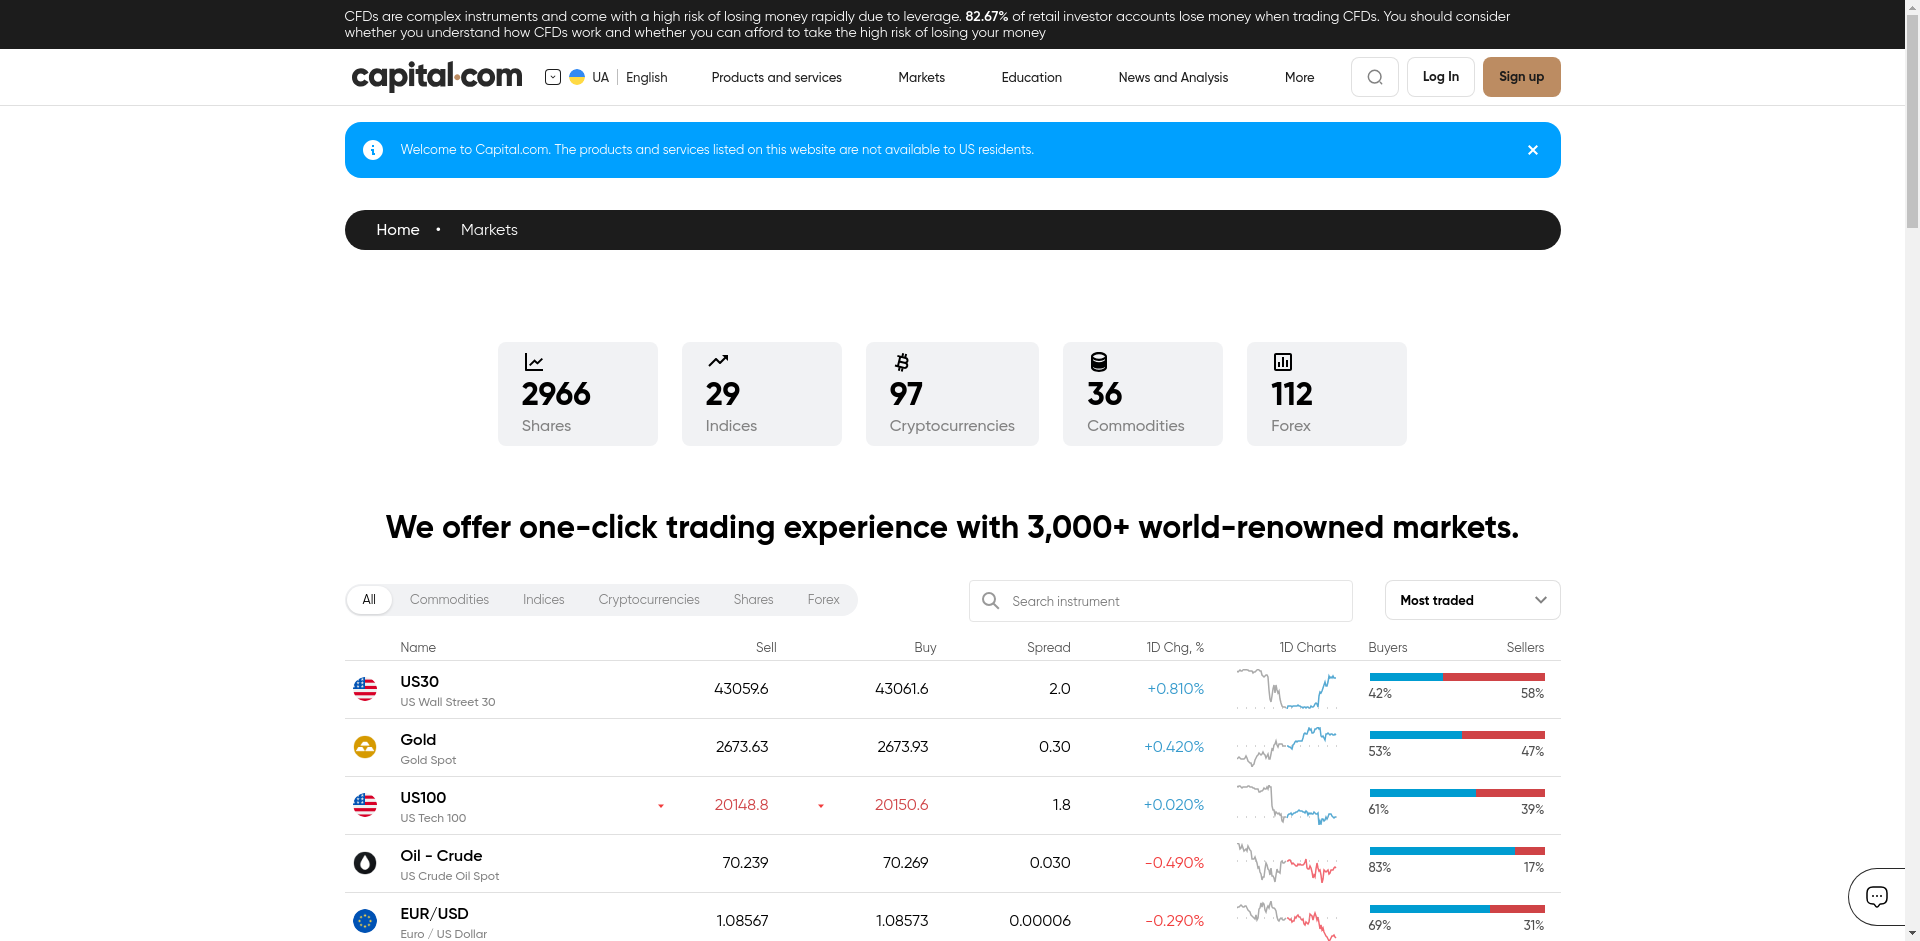 CFDs are complex instruments and come with a high risk of losing money rapidly due to leverage. 82.67% of retail investor accounts lose money when trading CFDs. You should consider
whether you understand how CFDs work and whether you can afford to take the high risk of losing your money
capital.com UA English Products and services Markets Education News and Analysis More Log In Sign up
Welcome to Capital.com. The products and services listed on this website are not available to US residents.
Home • Markets
2966 29 97 36 112
Shares Indices Cryptocurrencies Commodities Forex
We offer one-click trading experience with 3,000+ world-renowned markets.
All Commodities Indices Cryptocurrencies Shares Forex Search instrument Most traded
Name Sell Buy Spread 1D Chg, % 1D Charts Buyers Sellers
US30 43059.6 43061.6 2.0 +0.810% 42% 58%
US Wall Street 30
Gold 2673.63 2673.93 0.30 +0.420% 53% 47%
Gold Spot
US100 20148.8 20150.6 1.8 +0.020% 61% 39%
US Tech 100
Oil - Crude 70.239 70.269 0.030 -0.490% 83% 17%
US Crude Oil Spot
EUR/USD 1.08567 1.08573 0.00006 -0.290% 69% 31%
Euro / US Dollar